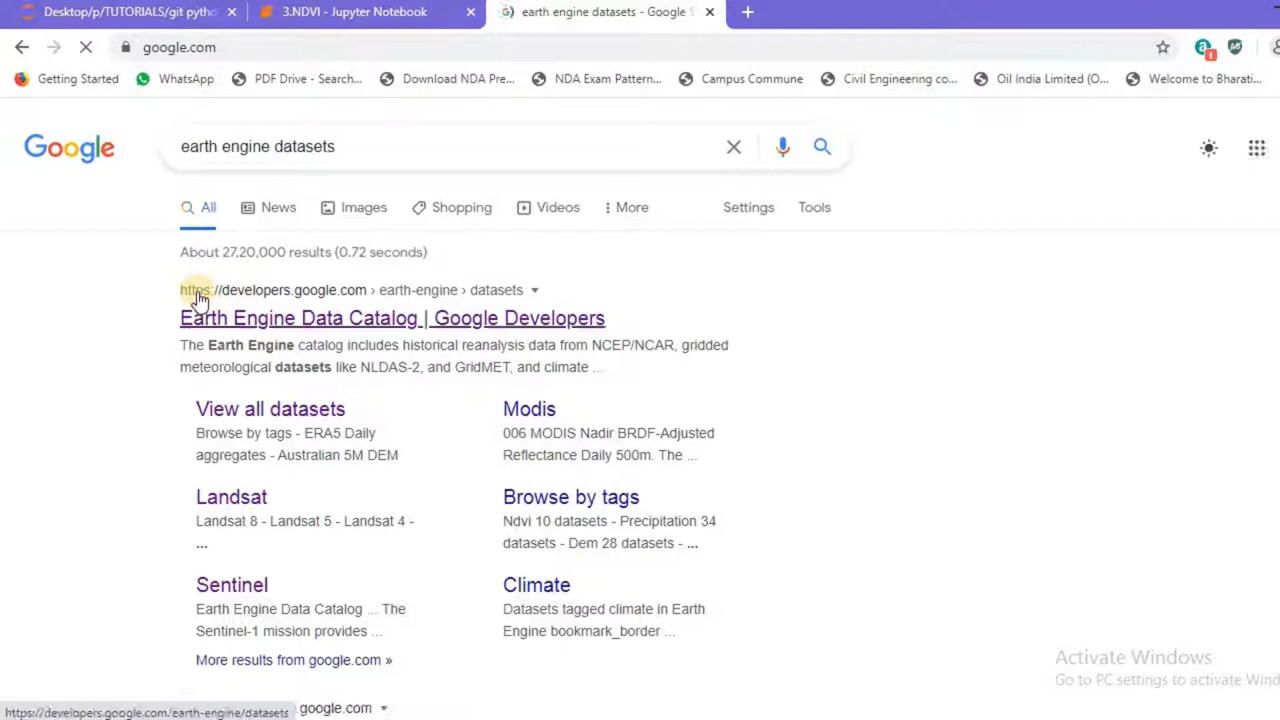 Desktop/p/TUTORIALS/git pytho
3.NDVI - Jupyter Notebook
earth engine datasets - Google S
google.com
Getting Started
WhatsApp
PDF Drive - Search...
Download NDA Pre...
NDA Exam Pattern...
Campus Commune
Civil Engineering co...
Oil India Limited (O...
Welcome to Bharati...
Google
earth engine datasets
All
News
Images
Shopping
Videos
More
Settings
Tools
About 27,20,000 results (0.72 seconds)
https://developers.google.com › earth-engine › datasets
Earth Engine Data Catalog | Google Developers
The Earth Engine catalog includes historical reanalysis data from NCEP/NCAR, gridded
meteorological datasets like NLDAS-2, and GridMET, and climate ...
View all datasets
Browse by tags - ERA5 Daily
aggregates - Australian 5M DEM
Modis
006 MODIS Nadir BRDF-Adjusted
Reflectance Daily 500m. The ...
Landsat
Landsat 8 - Landsat 5 - Landsat 4 -
...
Browse by tags
Ndvi 10 datasets - Precipitation 34
datasets - Dem 28 datasets - ...
Sentinel
Earth Engine Data Catalog ... The
Sentinel-1 mission provides ...
Climate
Datasets tagged climate in Earth
Engine bookmark_border ...
More results from google.com »
Activate Windows
Go to PC settings to activate Wind
https://developers.google.com/earth-engine/datasets
.google.com